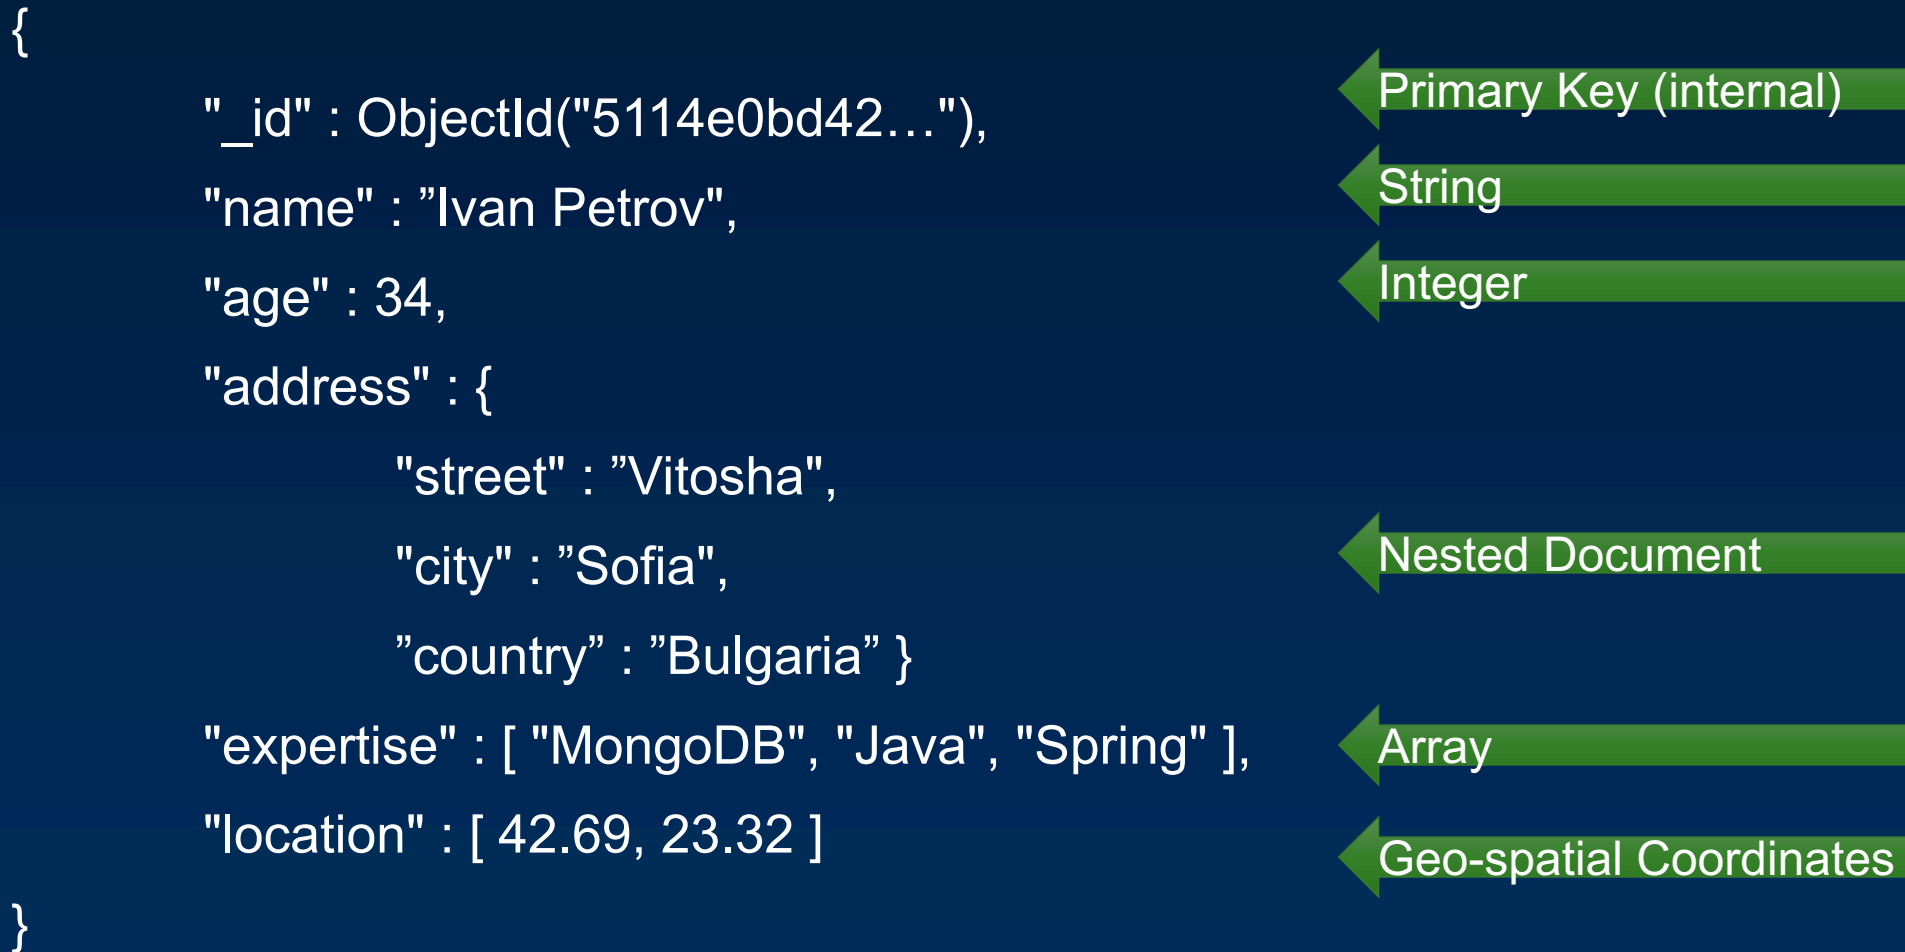 {
"_id" : ObjectId("5114e0bd42…"),
Primary Key (internal)
"name" : ”Ivan Petrov",
String
"age" : 34,
Integer
"address" : {
"street" : ”Vitosha",
"city" : ”Sofia",
Nested Document
”country” : ”Bulgaria” }
"expertise" : [ "MongoDB", "Java", "Spring" ],
Array
"location" : [ 42.69, 23.32 ]
Geo-spatial Coordinates
}